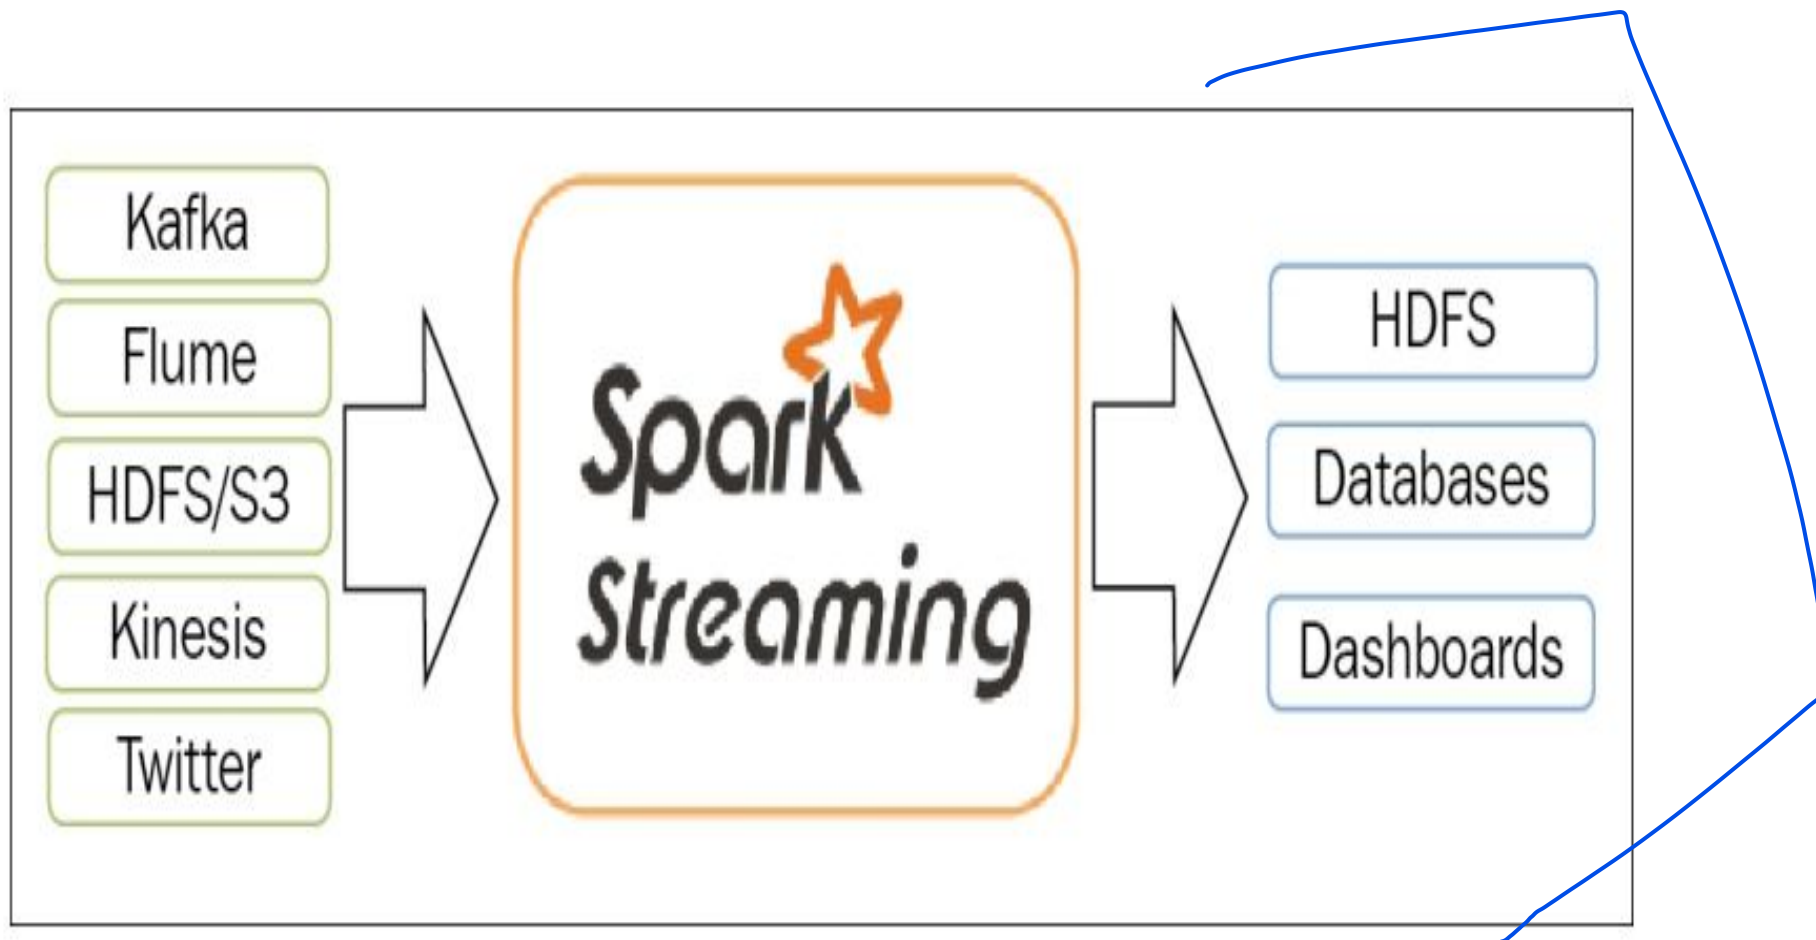 Kafka
Flume
HDFS/S3
Kinesis
Twitter
Spark
Streaming
HDFS
Databases
Dashboards